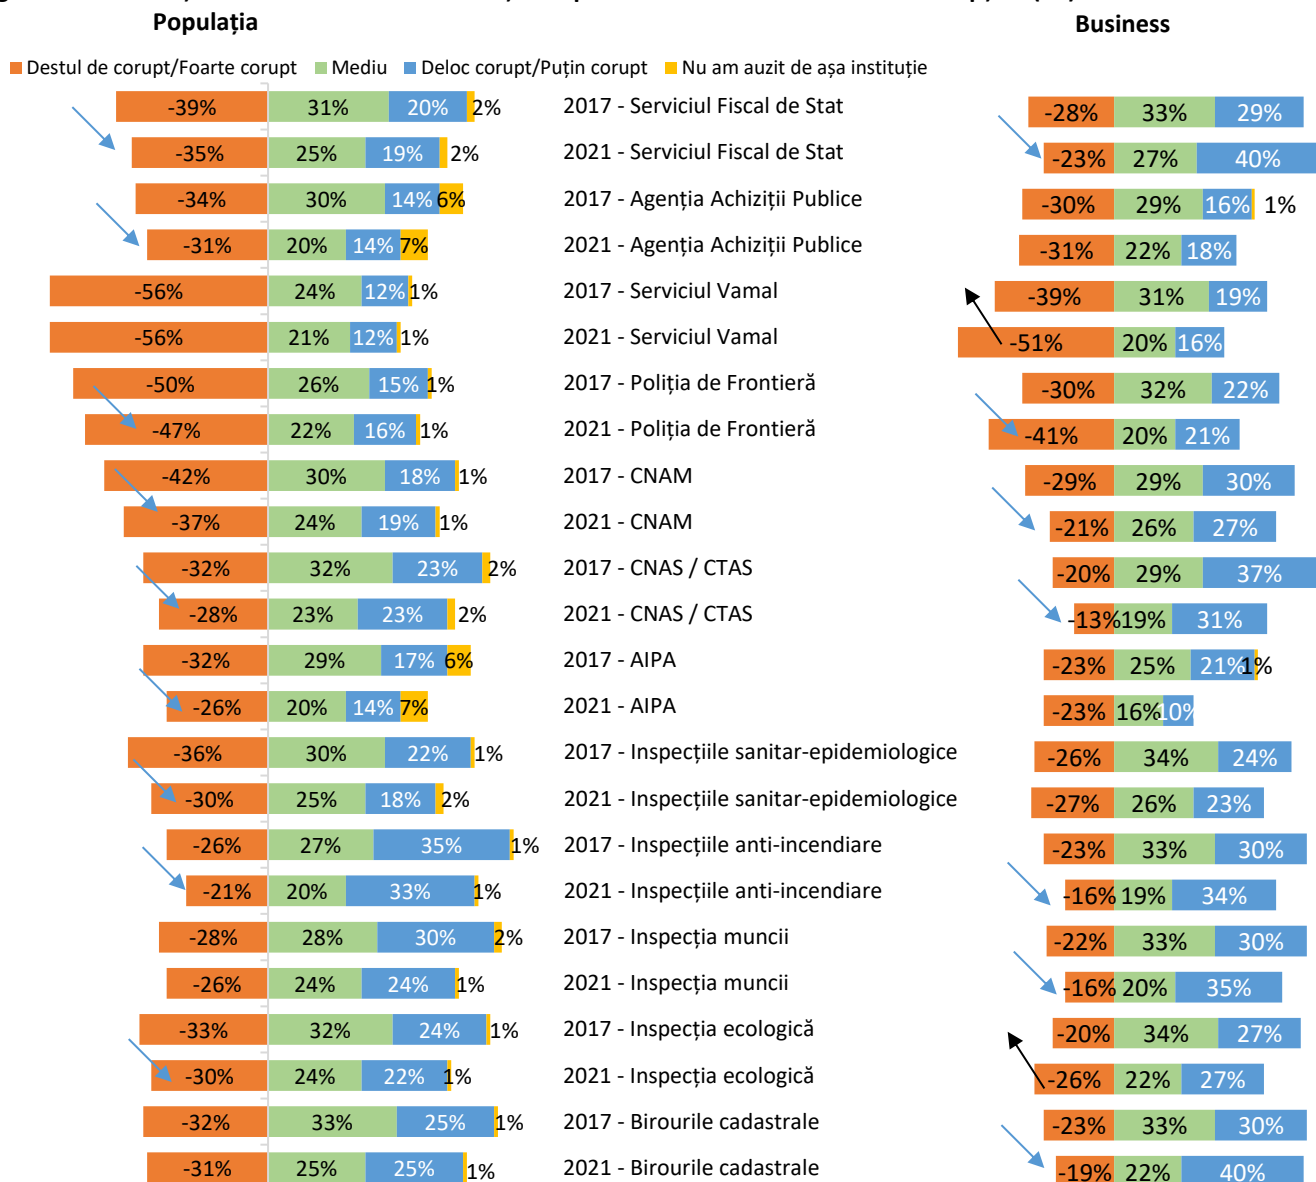 Populația Business
Destul de corupt/Foarte corupt Mediu Deloc corupt/Puțin corupt Nu am auzit de așa instituție
-39% 31% 20% 2% 2017 - Serviciul Fiscal de Stat -28% 33% 29%
-35% 25% 19% 2% 2021 - Serviciul Fiscal de Stat -23% 27% 40%
-34% 30% 14% 6% 2017 - Agenția Achiziții Publice -30% 29% 16% 1%
-31% 20% 14% 7% 2021 - Agenția Achiziții Publice -31% 22% 18%
-56% 24% 12% 1% 2017 - Serviciul Vamal -39% 31% 19%
-56% 21% 12% 1% 2021 - Serviciul Vamal -51% 20% 16%
-50% 26% 15% 1% 2017 - Poliția de Frontieră -30% 32% 22%
-47% 22% 16% 1% 2021 - Poliția de Frontieră -41% 20% 21%
-42% 30% 18% 1% 2017 - CNAM -29% 29% 30%
-37% 24% 19% 1% 2021 - CNAM -21% 26% 27%
-32% 32% 23% 2% 2017 - CNAS / CTAS -20% 29% 37%
-28% 23% 23% 2% 2021 - CNAS / CTAS -13% 19% 31%
-32% 29% 17% 6% 2017 - AIPA -23% 25% 21% 1%
-26% 20% 14% 7% 2021 - AIPA -23% 16% 10%
-36% 30% 22% 1% 2017 - Inspecțiile sanitar-epidemiologice -26% 34% 24%
-30% 25% 18% 2% 2021 - Inspecțiile sanitar-epidemiologice -27% 26% 23%
-26% 27% 35% 1% 2017 - Inspecțiile anti-incendiare -23% 33% 30%
-21% 20% 33% 1% 2021 - Inspecțiile anti-incendiare -16% 19% 34%
-28% 28% 30% 2% 2017 - Inspecția muncii -22% 33% 30%
-26% 24% 24% 1% 2021 - Inspecția muncii -16% 20% 35%
-33% 32% 24% 1% 2017 - Inspecția ecologică -20% 34% 27%
-30% 24% 22% 1% 2021 - Inspecția ecologică -26% 22% 27%
-32% 33% 25% 1% 2017 - Birourile cadastrale -23% 33% 30%
-31% 25% 25% 1% 2021 - Birourile cadastrale -19% 22% 40%